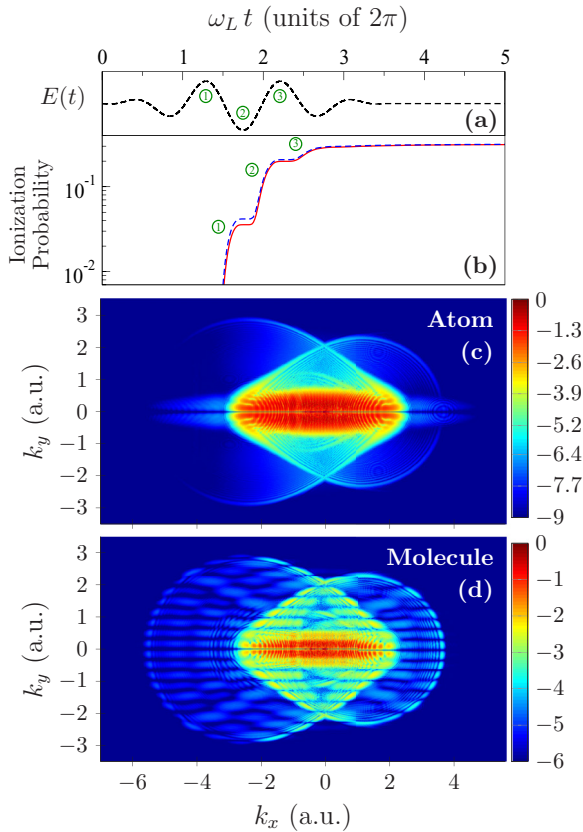 ω_L t (units of 2π)
0 1 2 3 4 5
E(t)
① ② ③
(a)
Ionization
Probability
10^-1
10^-2
① ② ③
(b)
k_y (a.u.)
3
2
1
0
−1
−2
−3
Atom
(c)
0
−1.3
−2.6
−3.9
−5.1
−6.4
−7.7
−9
k_y (a.u.)
3
2
1
0
−1
−2
−3
Molecule
(d)
0
−1
−2
−3
−4
−5
−6
−6 −4 −2 0 2 4
k_x (a.u.)